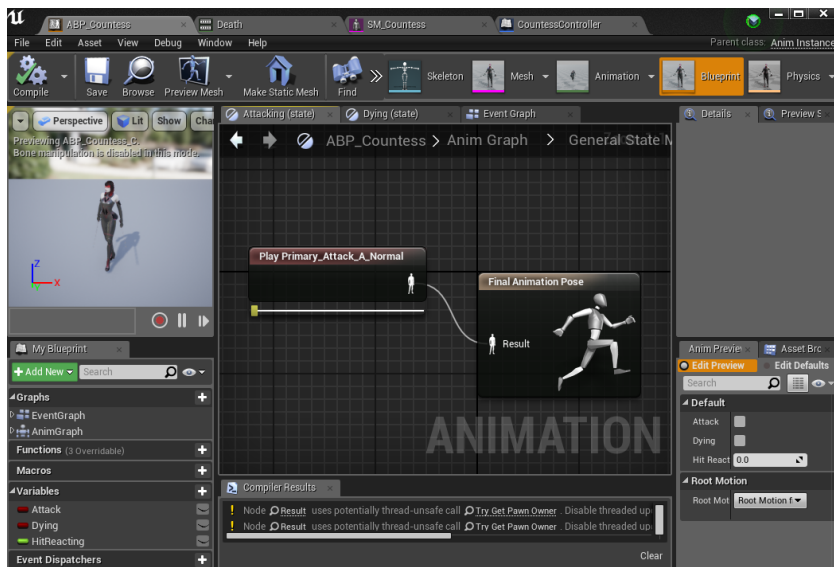 ABP_Countess
Death
SM_Countess
CountessController
File Edit Asset View Debug Window Help
Parent class: Anim Instance
Compile Save Browse Preview Mesh Make Static Mesh Find Skeleton Mesh Animation Blueprint Physics
Perspective Lit Show Cha
Previewing ABP_Countess_C.
Bone manipulation is disabled in this mode.
Z
X
Attacking (state) Dying (state) Event Graph
ABP_Countess > Anim Graph > General State M
Play Primary_Attack_A_Normal
Final Animation Pose
Result
ANIMATION
Details Preview S
My Blueprint
+ Add New Search
Graphs
EventGraph
AnimGraph
Functions (3 Overridable)
Macros
Variables
Attack
Dying
HitReacting
Event Dispatchers
Compiler Results
! Node Result uses potentially thread-unsafe call Try Get Pawn Owner . Disable threaded up
! Node Result uses potentially thread-unsafe call Try Get Pawn Owner . Disable threaded up
Clear
Anim Previe Asset Bro
Edit Preview Edit Defaults
Search
Default
Attack
Dying
Hit React 0.0
Root Motion
Root Mot Root Motion f